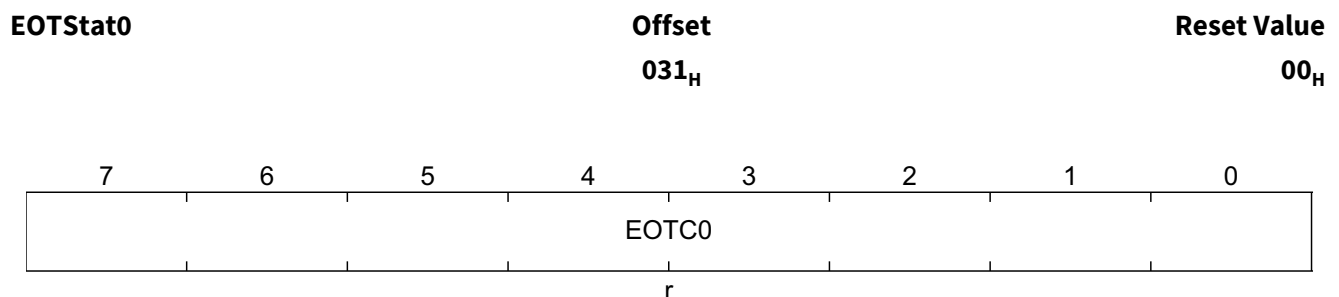 EOTStat0 Offset Reset Value
031H 00H
7 6 5 4 3 2 1 0
EOTC0
r